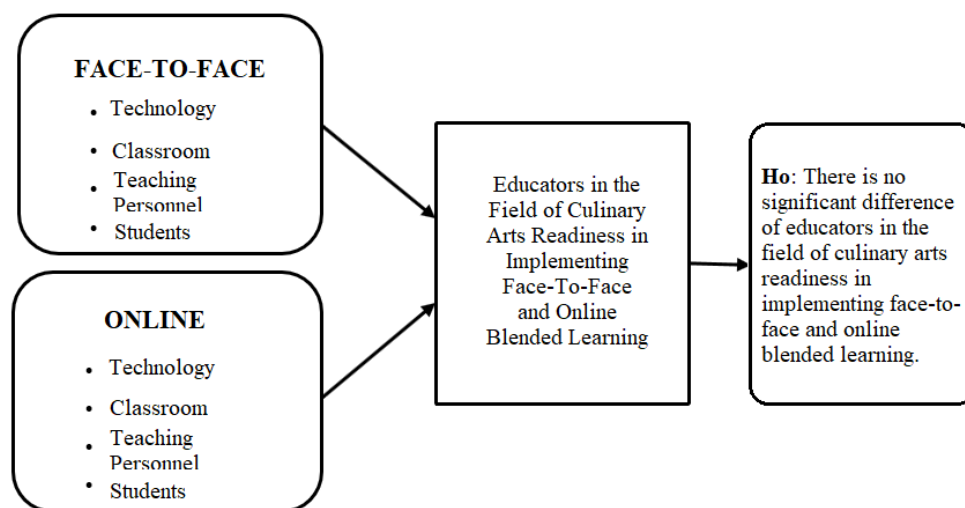 FACE-TO-FACE
• Technology
• Classroom
• Teaching
Personnel
• Students
ONLINE
• Technology
• Classroom
• Teaching
Personnel
• Students
Educators in the
Field of Culinary
Arts Readiness in
Implementing
Face-To-Face
and Online
Blended Learning
Ho: There is no
significant difference
of educators in the
field of culinary arts
readiness in
implementing face-to-
face and online
blended learning.